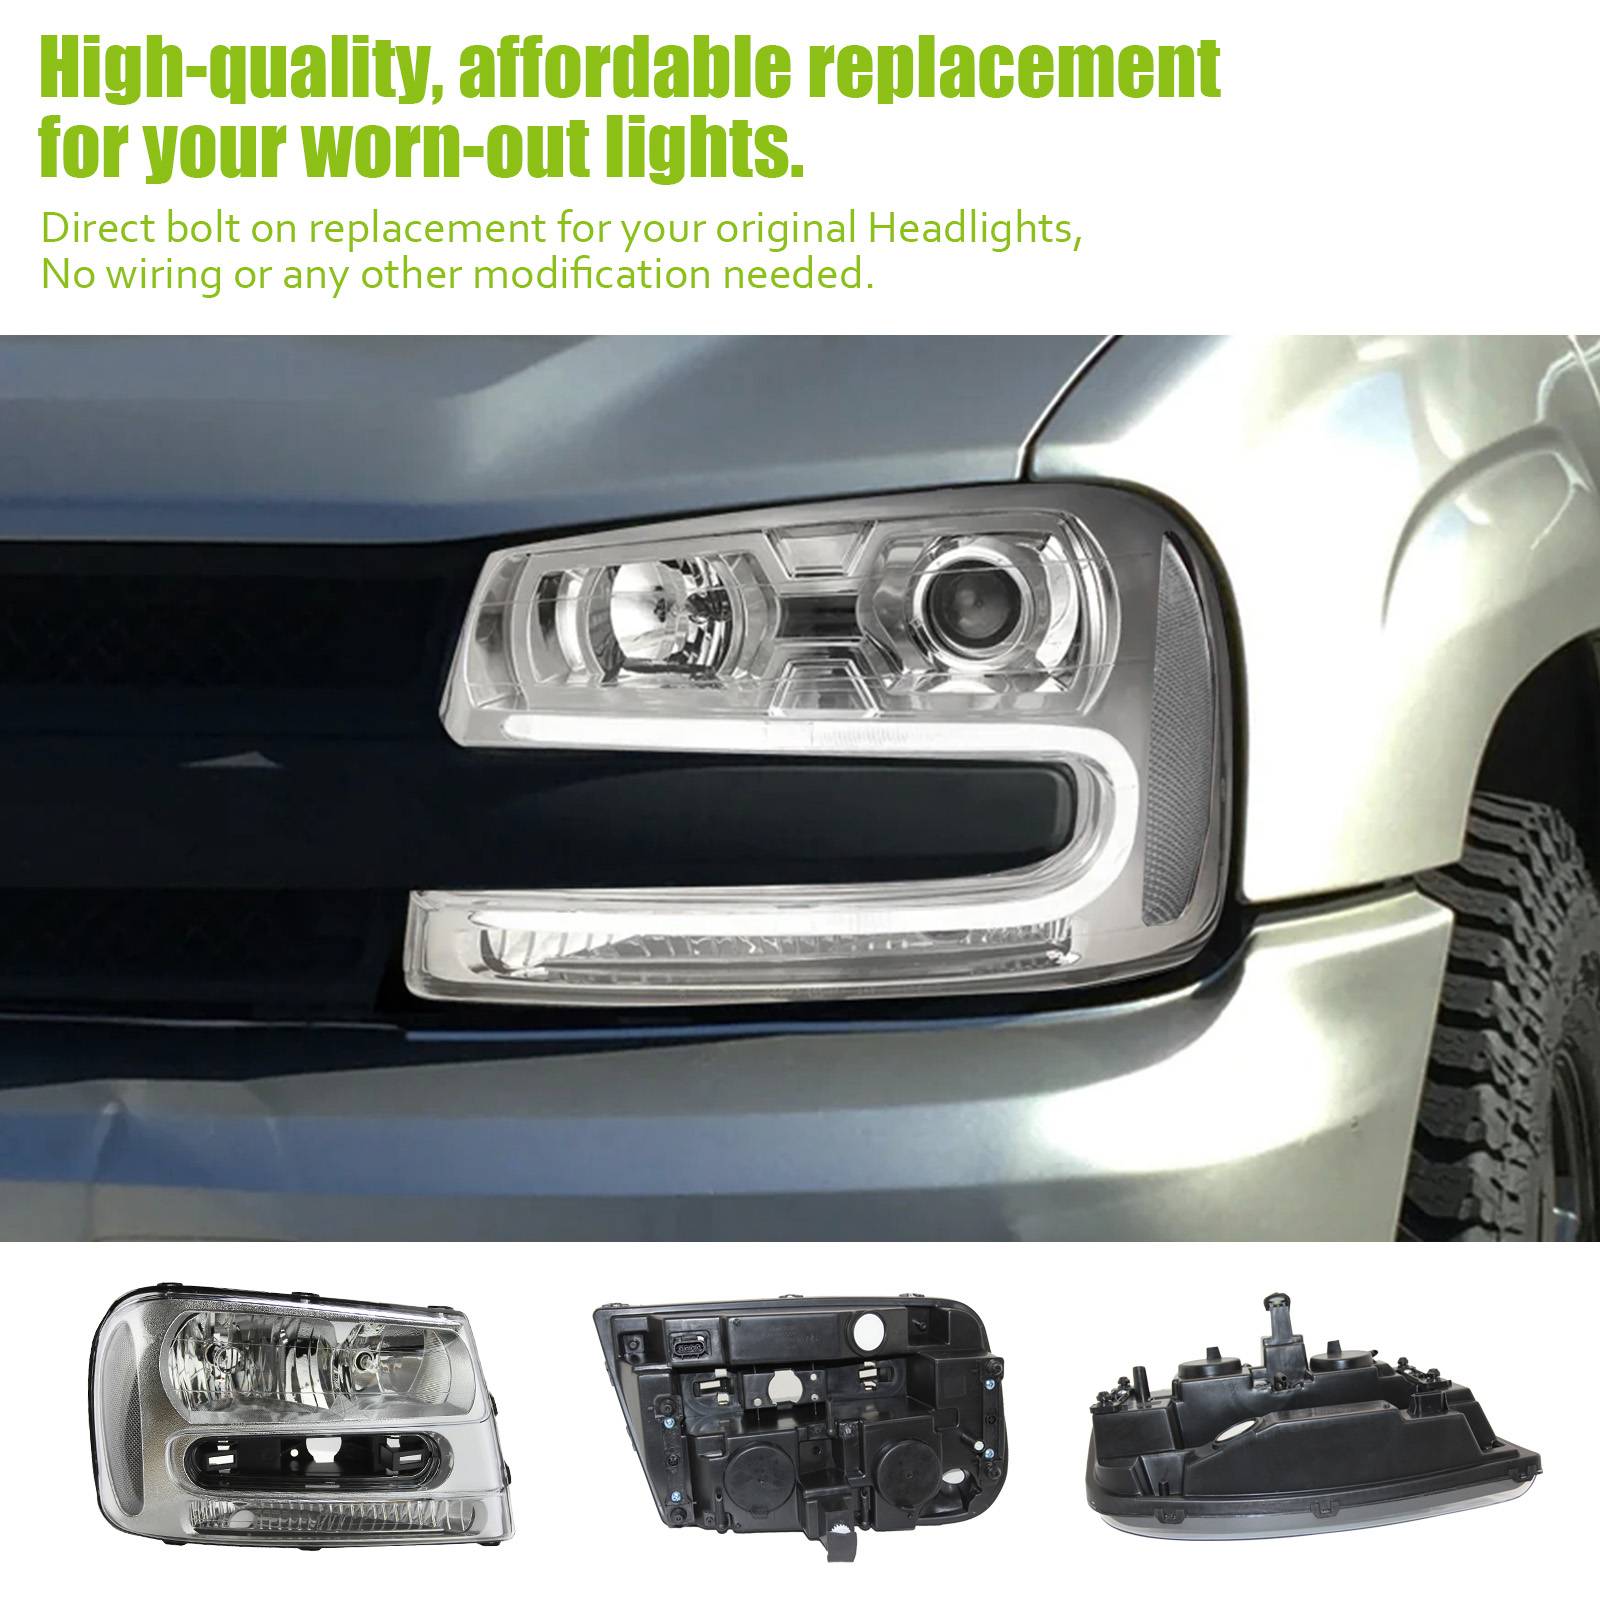 High-quality, affordable replacement
for your worn-out lights.
Direct bolt on replacement for your original Headlights,
No wiring or any other modification needed.